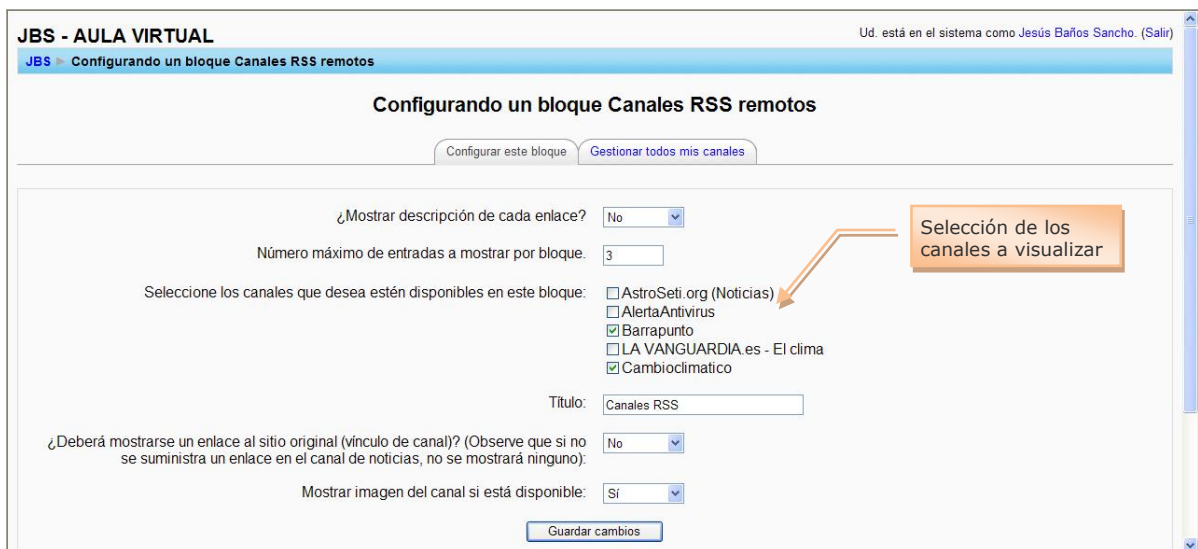 JBS - AULA VIRTUAL
Ud. está en el sistema como Jesús Baños Sancho. (Salir)
JBS ► Configurando un bloque Canales RSS remotos
Configurando un bloque Canales RSS remotos
Configurar este bloque
Gestionar todos mis canales
¿Mostrar descripción de cada enlace?
No
Número máximo de entradas a mostrar por bloque.
3
Seleccione los canales que desea estén disponibles en este bloque:
AstroSeti.org (Noticias)
AlertaAntivirus
Barrapunto
LA VANGUARDIA.es - El clima
Cambioclimatico
Selección de los
canales a visualizar
Título:
Canales RSS
¿Deberá mostrarse un enlace al sitio original (vínculo de canal)? (Observe que si no
se suministra un enlace en el canal de noticias, no se mostrará ninguno):
No
Mostrar imagen del canal si está disponible:
Sí
Guardar cambios